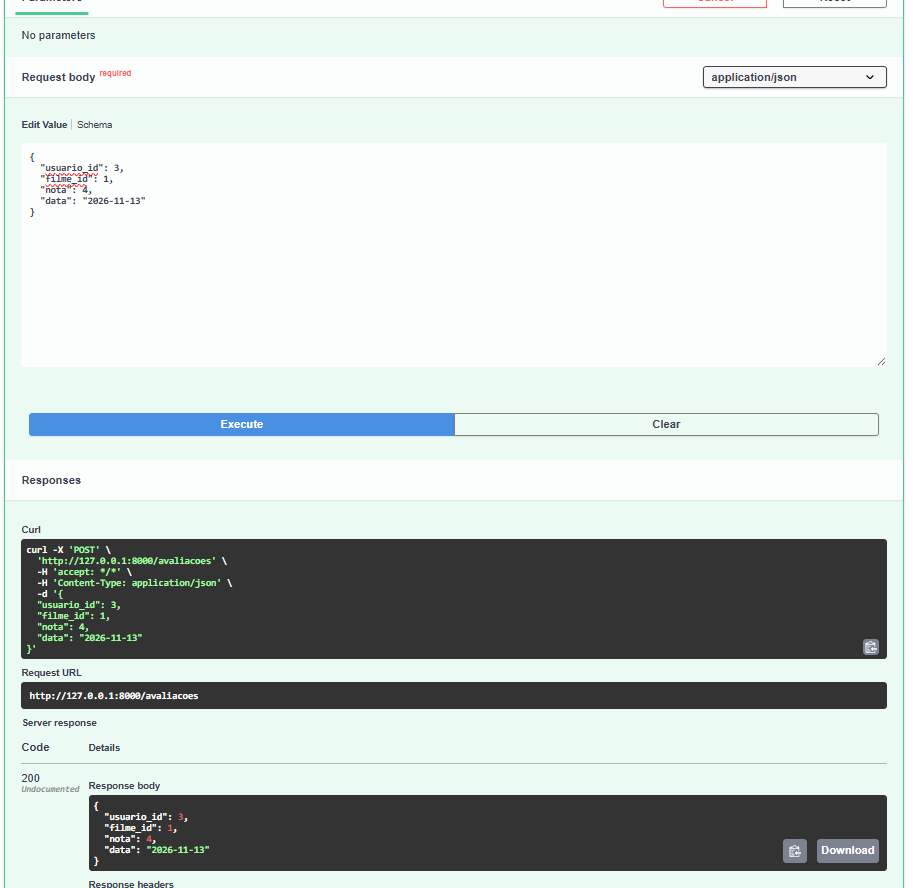 Parameters
Cancel
Reset
No parameters
Request body required
application/json
Edit Value | Schema
{
  "usuario_id": 3,
  "filme_id": 1,
  "nota": 4,
  "data": "2026-11-13"
}
Execute
Clear
Responses
Curl
curl -X 'POST' \
  'http://127.0.0.1:8000/avaliacoes' \
  -H 'accept: */*' \
  -H 'Content-Type: application/json' \
  -d '{
  "usuario_id": 3,
  "filme_id": 1,
  "nota": 4,
  "data": "2026-11-13"
}'
Request URL
http://127.0.0.1:8000/avaliacoes
Server response
Code Details
200
Undocumented
Response body
{
  "usuario_id": 3,
  "filme_id": 1,
  "nota": 4,
  "data": "2026-11-13"
}
Download
Response headers